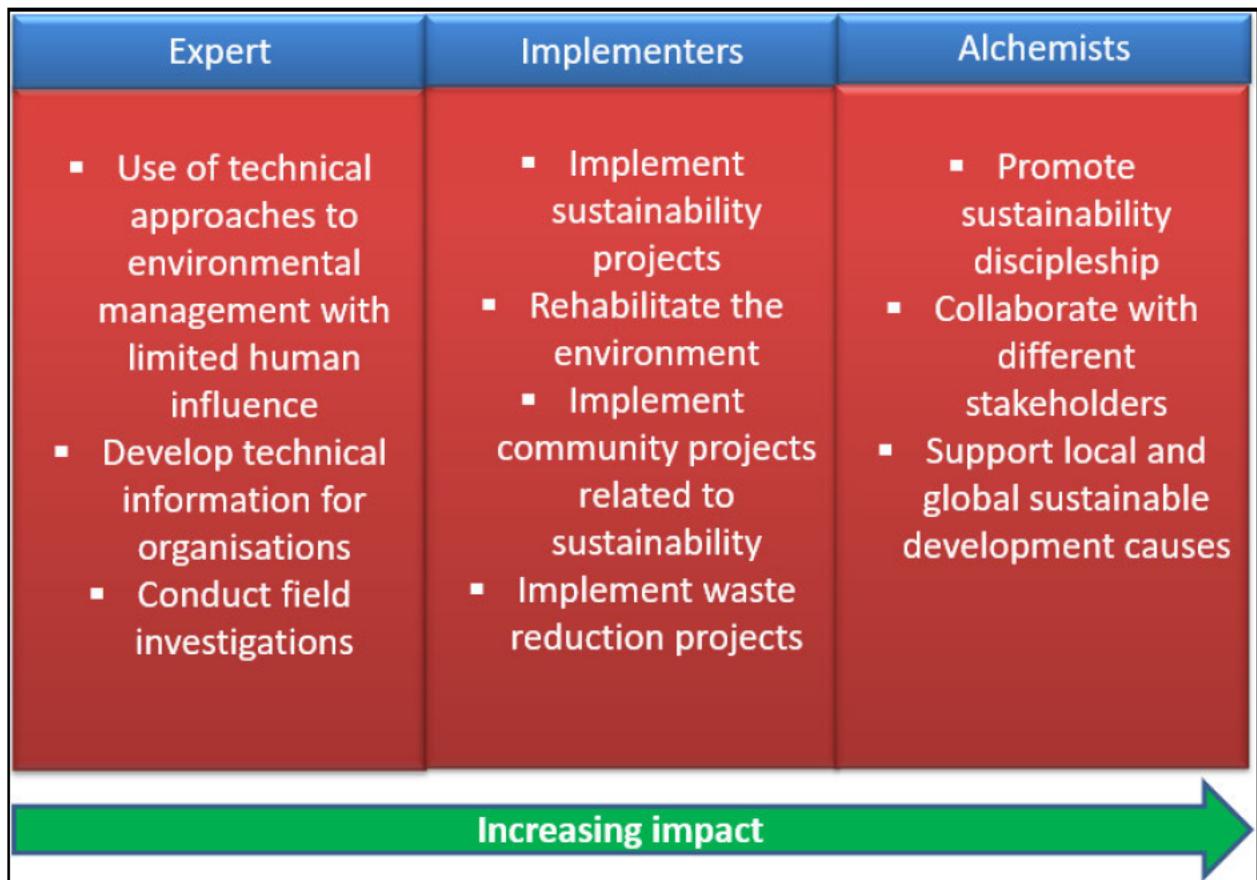 Expert
▪ Use of technical
approaches to
environmental
management with
limited human
influence
▪ Develop technical
information for
organisations
▪ Conduct field
investigations
Implementers
▪ Implement
sustainability
projects
▪ Rehabilitate the
environment
▪ Implement
community projects
related to
sustainability
▪ Implement waste
reduction projects
Alchemists
▪ Promote
sustainability
discipleship
▪ Collaborate with
different
stakeholders
▪ Support local and
global sustainable
development causes
Increasing impact